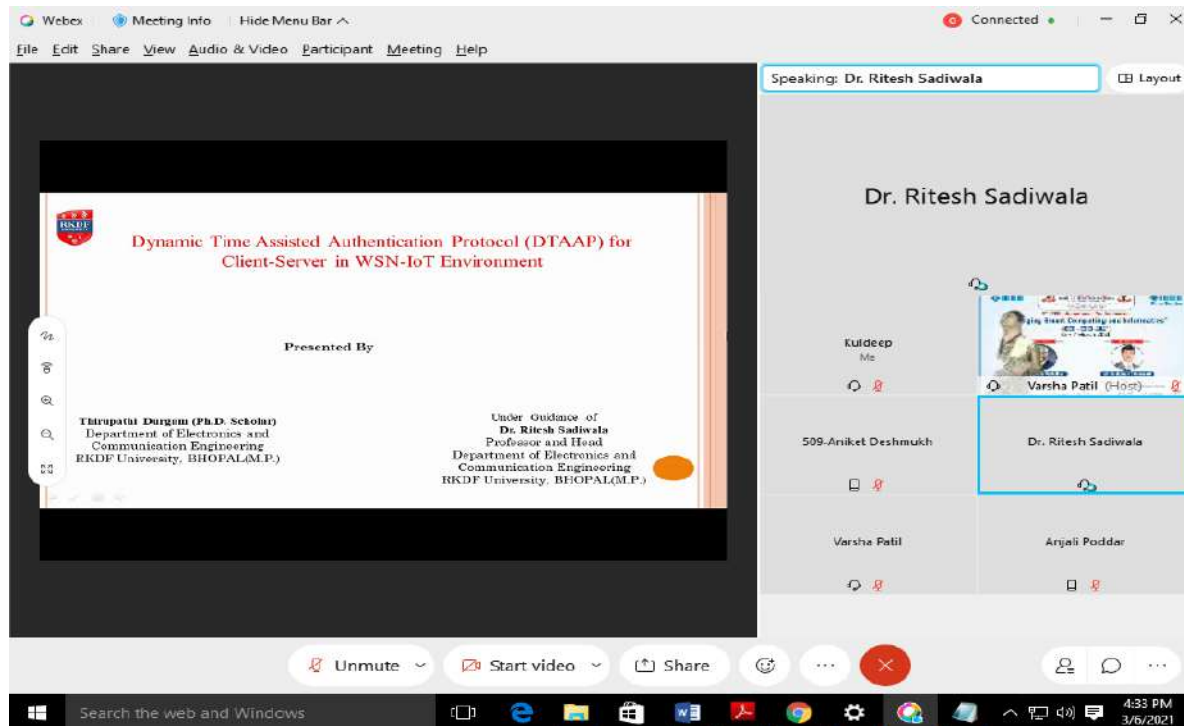 Webex Meeting Info Hide Menu Bar
Connected
File Edit Share View Audio & Video Participant Meeting Help
Speaking: Dr. Ritesh Sadiwala
Layout
RKDF
Dynamic Time Assisted Authentication Protocol (DTAAP) for
Client-Server in WSN-IoT Environment
Presented By
Thirupathi Durgam (Ph.D. Scholar)
Department of Electronics and
Communication Engineering
RKDF University, BHOPAL(M.P.)
Under Guidance of
Dr. Ritesh Sadiwala
Professor and Head
Department of Electronics and
Communication Engineering
RKDF University, BHOPAL(M.P.)
Dr. Ritesh Sadiwala
Kuldeep
Me
Varsha Patil (Host)
509-Aniket Deshmukh
Dr. Ritesh Sadiwala
Varsha Patil
Anjali Poddar
Unmute
Start video
Share
Search the web and Windows
4:33 PM
3/6/2021